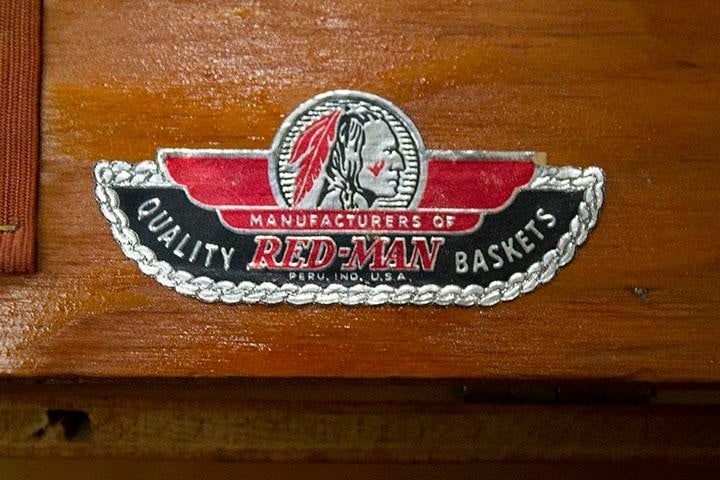 MANUFACTURERS OF
QUALITY RED-MAN BASKETS
PERU, IND. U.S.A.